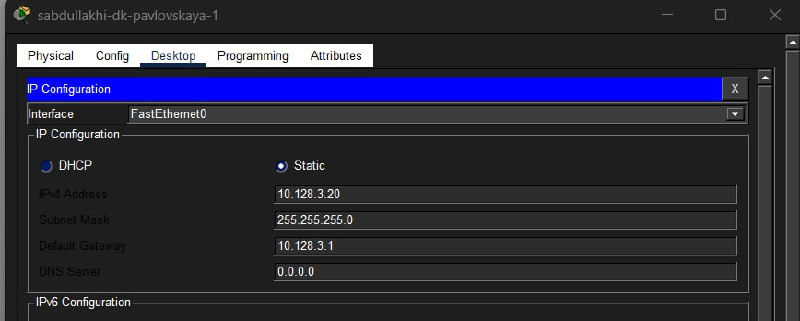 sabdullakhi-dk-pavlovskaya-1
Physical Config Desktop Programming Attributes
IP Configuration X
Interface FastEthernet0
IP Configuration
DHCP Static
IPv4 Address 10.128.3.20
Subnet Mask 255.255.255.0
Default Gateway 10.128.3.1
DNS Server 0.0.0.0
IPv6 Configuration